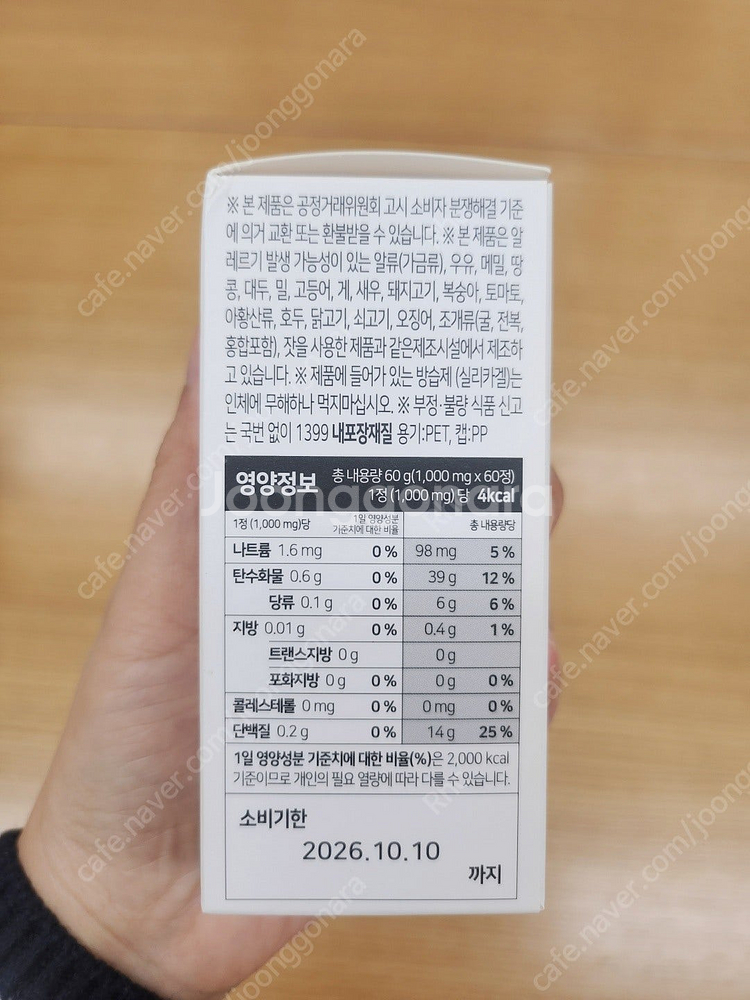 ※ 본 제품은 공정거래위원회 고시 소비자 분쟁해결 기준
에 의거 교환 또는 환불받을 수 있습니다. ※ 본 제품은 알
레르기 발생 가능성이 있는 알류(가금류), 우유, 메밀, 땅
콩, 대두, 밀, 고등어, 게, 새우, 돼지고기, 복숭아, 토마토,
아황산류, 호두, 닭고기, 쇠고기, 오징어, 조개류(굴, 전복,
홍합포함), 잣을 사용한 제품과 같은제조시설에서 제조하
고 있습니다. ※ 제품에 들어가 있는 방습제 (실리카겔)는
인체에 무해하나 먹지마십시오. ※ 부정·불량 식품 신고
는 국번 없이 1399 내포장재질 용기:PET, 캡:PP
영양정보 총 내용량 60 g(1,000 mg x 60정)
1정 (1,000 mg) 당 4kcal
1정 (1,000 mg)당 1일 영양성분 기준치에 대한 비율 총 내용량당
나트륨 1.6 mg 0 % 98 mg 5 %
탄수화물 0.6 g 0 % 39 g 12 %
당류 0.1 g 0 % 6 g 6 %
지방 0.01 g 0 % 0.4 g 1 %
트랜스지방 0 g 0 g
포화지방 0 g 0 % 0 g 0 %
콜레스테롤 0 mg 0 % 0 mg 0 %
단백질 0.2 g 0 % 14 g 25 %
1일 영양성분 기준치에 대한 비율(%)은 2,000 kcal
기준이므로 개인의 필요 열량에 따라 다를 수 있습니다.
소비기한
2026.10.10
까지
Joonggonara
cafe.naver.com/joonggonara